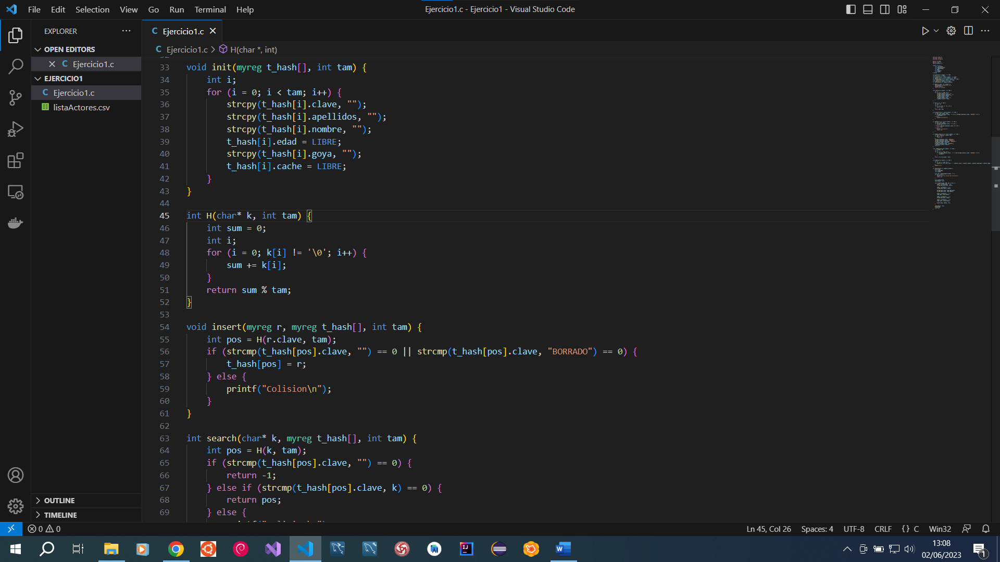 File Edit Selection View Go Run Terminal Help
Ejercicio1.c - Ejercicio1 - Visual Studio Code
EXPLORER
OPEN EDITORS
C Ejercicio1.c
EJERCICIO1
C Ejercicio1.c
listaActores.csv
OUTLINE
TIMELINE
C Ejercicio1.c
C Ejercicio1.c > H(char *, int)
33 void init(myreg t_hash[], int tam) {
34     int i;
35     for (i = 0; i < tam; i++) {
36         strcpy(t_hash[i].clave, "");
37         strcpy(t_hash[i].apellidos, "");
38         strcpy(t_hash[i].nombre, "");
39         t_hash[i].edad = LIBRE;
40         strcpy(t_hash[i].goya, "");
41         t_hash[i].cache = LIBRE;
42     }
43 }
44
45 int H(char* k, int tam) {
46     int sum = 0;
47     int i;
48     for (i = 0; k[i] != '\0'; i++) {
49         sum += k[i];
50     }
51     return sum % tam;
52 }
53
54 void insert(myreg r, myreg t_hash[], int tam) {
55     int pos = H(r.clave, tam);
56     if (strcmp(t_hash[pos].clave, "") == 0 || strcmp(t_hash[pos].clave, "BORRADO") == 0) {
57         t_hash[pos] = r;
58     } else {
59         printf("Colision\n");
60     }
61 }
62
63 int search(char* k, myreg t_hash[], int tam) {
64     int pos = H(k, tam);
65     if (strcmp(t_hash[pos].clave, "") == 0) {
66         return -1;
67     } else if (strcmp(t_hash[pos].clave, k) == 0) {
68         return pos;
69     } else {
0 0
Ln 45, Col 26 Spaces: 4 UTF-8 CRLF {} C Win32
13:08
02/06/2023
1